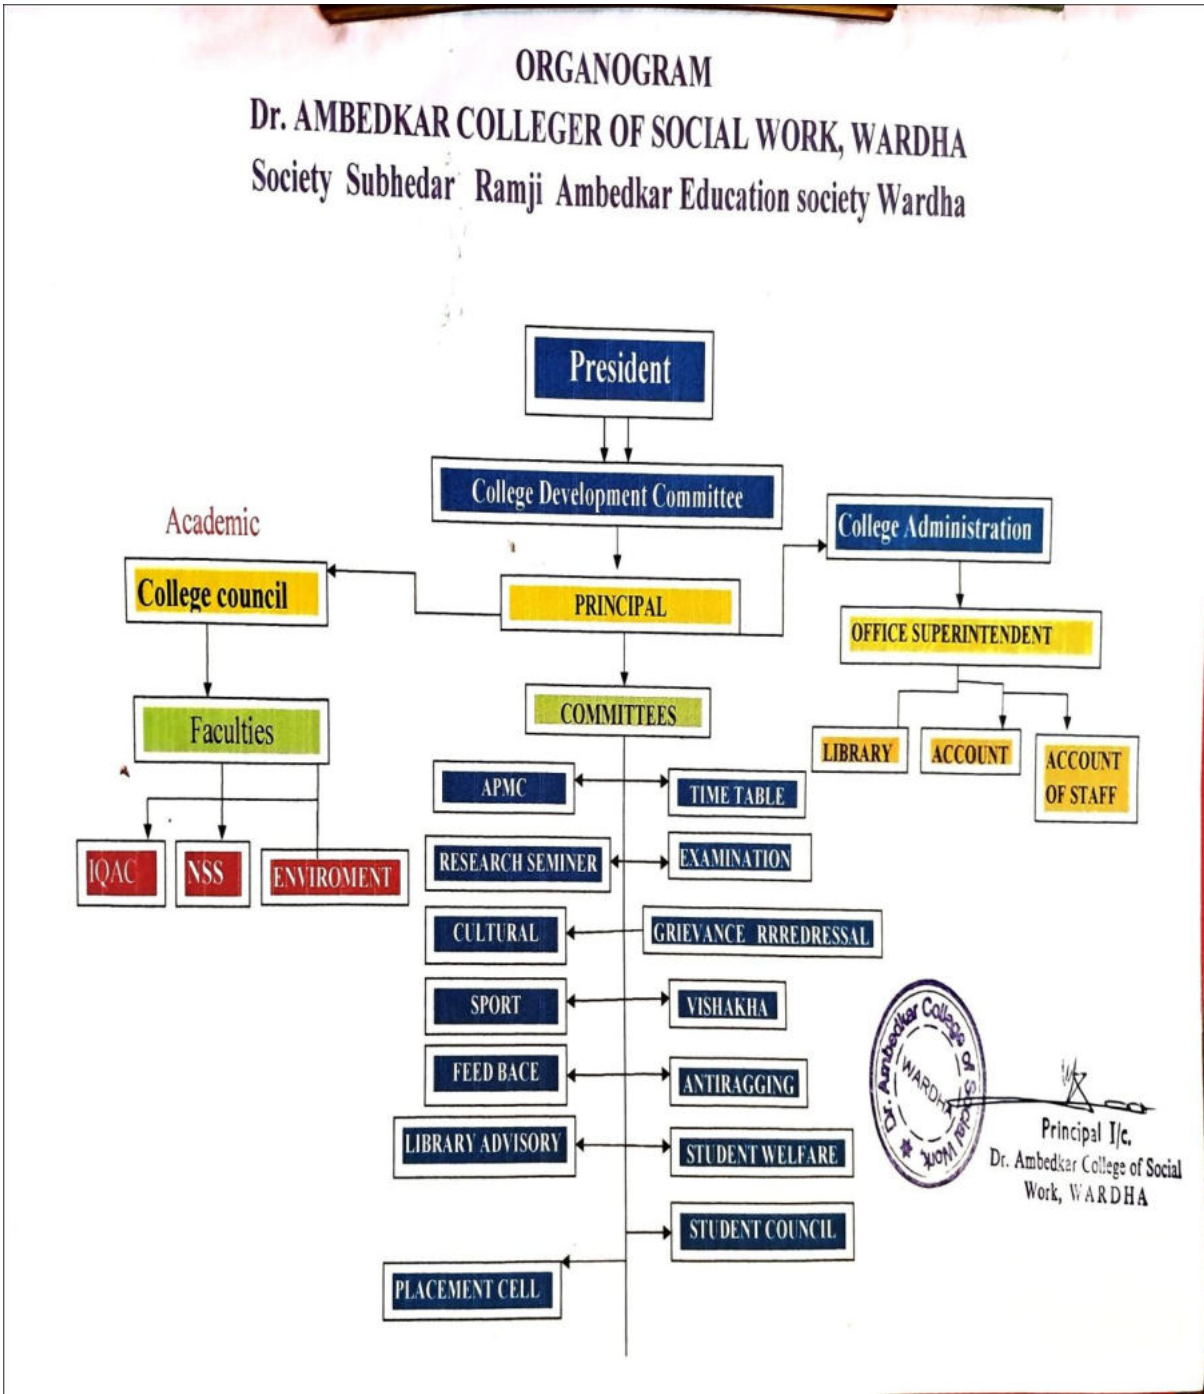 ORGANOGRAM
Dr. AMBEDKAR COLLEGER OF SOCIAL WORK, WARDHA
Society Subhedar Ramji Ambedkar Education society Wardha
President
College Development Committee
College Administration
Academic
College council
PRINCIPAL
OFFICE SUPERINTENDENT
Faculties
COMMITTEES
LIBRARY
ACCOUNT
ACCOUNT
OF STAFF
APMC
TIME TABLE
RESEARCH SEMINER
EXAMINATION
IQAC
NSS
ENVIROMENT
CULTURAL
GRIEVANCE RRREDRESSAL
SPORT
VISHAKHA
FEED BACE
ANTIRAGGING
LIBRARY ADVISORY
STUDENT WELFARE
STUDENT COUNCIL
PLACEMENT CELL
Dr. Ambedkar College of Social Work,
WARDHA
Principal I/c.
Dr. Ambedkar College of Social
Work, WARDHA